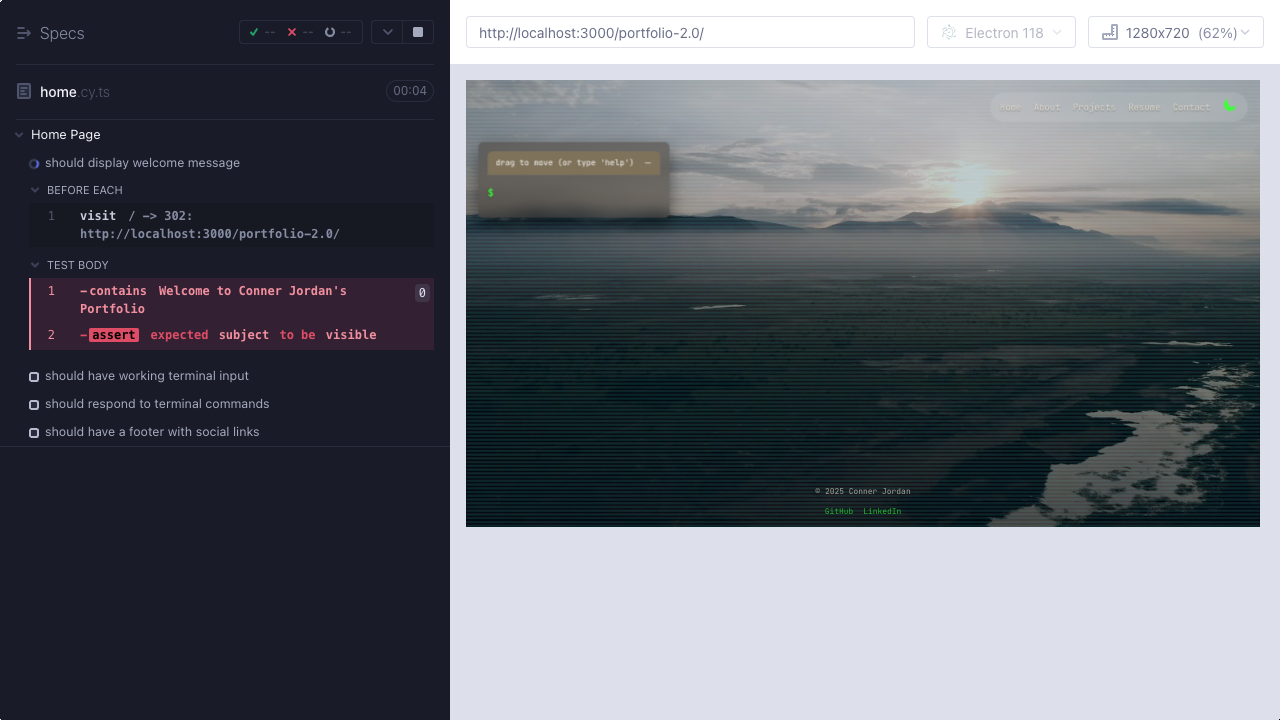 Specs
-- -- --
home.cy.ts
00:04
Home Page
should display welcome message
BEFORE EACH
1 visit / -> 302:
http://localhost:3000/portfolio-2.0/
TEST BODY
1 -contains Welcome to Conner Jordan's
Portfolio
0
2 -assert expected subject to be visible
should have working terminal input
should respond to terminal commands
should have a footer with social links
http://localhost:3000/portfolio-2.0/
Electron 118
1280x720 (62%)
Home About Projects Resume Contact
drag to move (or type 'help') —
$
© 2025 Conner Jordan
GitHub LinkedIn